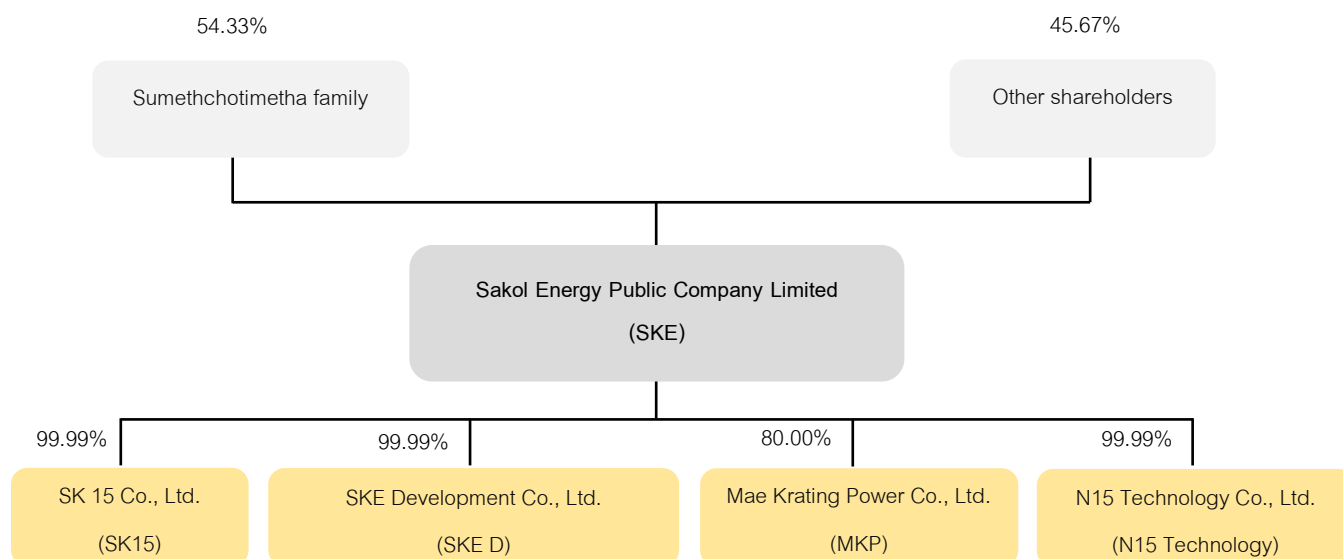 54.33%
45.67%
Sumethchotimetha family
Other shareholders
Sakol Energy Public Company Limited
(SKE)
99.99%
99.99%
80.00%
99.99%
SK 15 Co., Ltd.
(SK15)
SKE Development Co., Ltd.
(SKE D)
Mae Krating Power Co., Ltd.
(MKP)
N15 Technology Co., Ltd.
(N15 Technology)